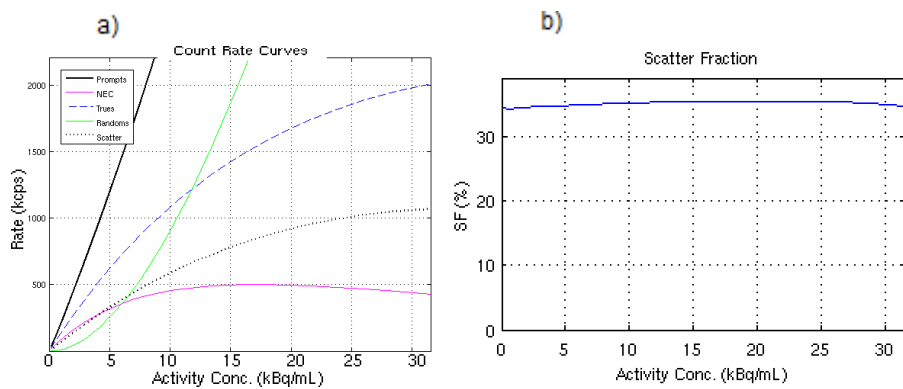 a)
Count Rate Curves
Prompts
NEC
Trues
Randoms
Scatter
Rate (kcps)
2000
1500
1000
500
0 5 10 15 20 25 30
Activity Conc. (kBq/mL)
b)
Scatter Fraction
SF (%)
30
20
10
0
0 5 10 15 20 25 30
Activity Conc. (kBq/mL)